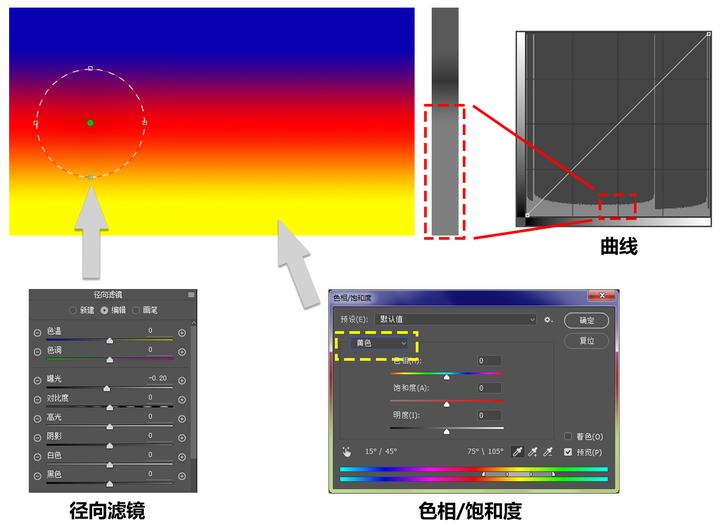 曲线
径向滤镜
新建 编辑 画笔
色温 0
色调 0
曝光 -0.20
对比度 0
高光 0
阴影 0
白色 0
黑色 0
径向滤镜
色相/饱和度
预设(E): 默认值
确定
复位
黄色
色相(H): 0
饱和度(A): 0
明度(I): 0
着色(O)
15° / 45° 75° \ 105°
预览(P)
色相/饱和度